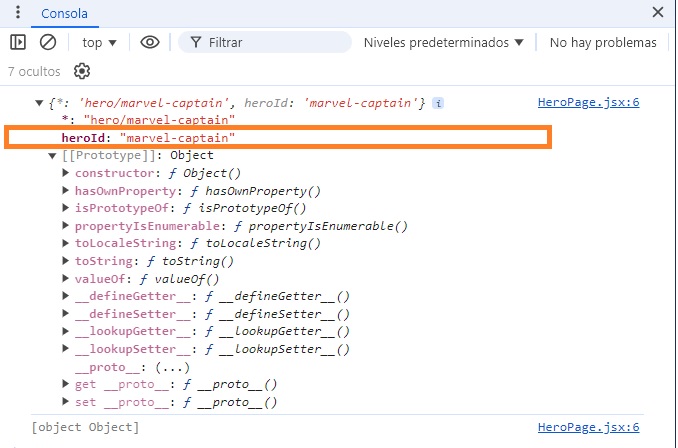 Consola
top
Filtrar
Niveles predeterminados
No hay problemas
7 ocultos
{*: 'hero/marvel-captain', heroId: 'marvel-captain'} i HeroPage.jsx:6
*: "hero/marvel-captain"
heroId: "marvel-captain"
[[Prototype]]: Object
constructor: ƒ Object()
hasOwnProperty: ƒ hasOwnProperty()
isPrototypeOf: ƒ isPrototypeOf()
propertyIsEnumerable: ƒ propertyIsEnumerable()
toLocaleString: ƒ toLocaleString()
toString: ƒ toString()
valueOf: ƒ valueOf()
__defineGetter__: ƒ __defineGetter__()
__defineSetter__: ƒ __defineSetter__()
__lookupGetter__: ƒ __lookupGetter__()
__lookupSetter__: ƒ __lookupSetter__()
__proto__: (...)
get __proto__: ƒ __proto__()
set __proto__: ƒ __proto__()
[object Object] HeroPage.jsx:6